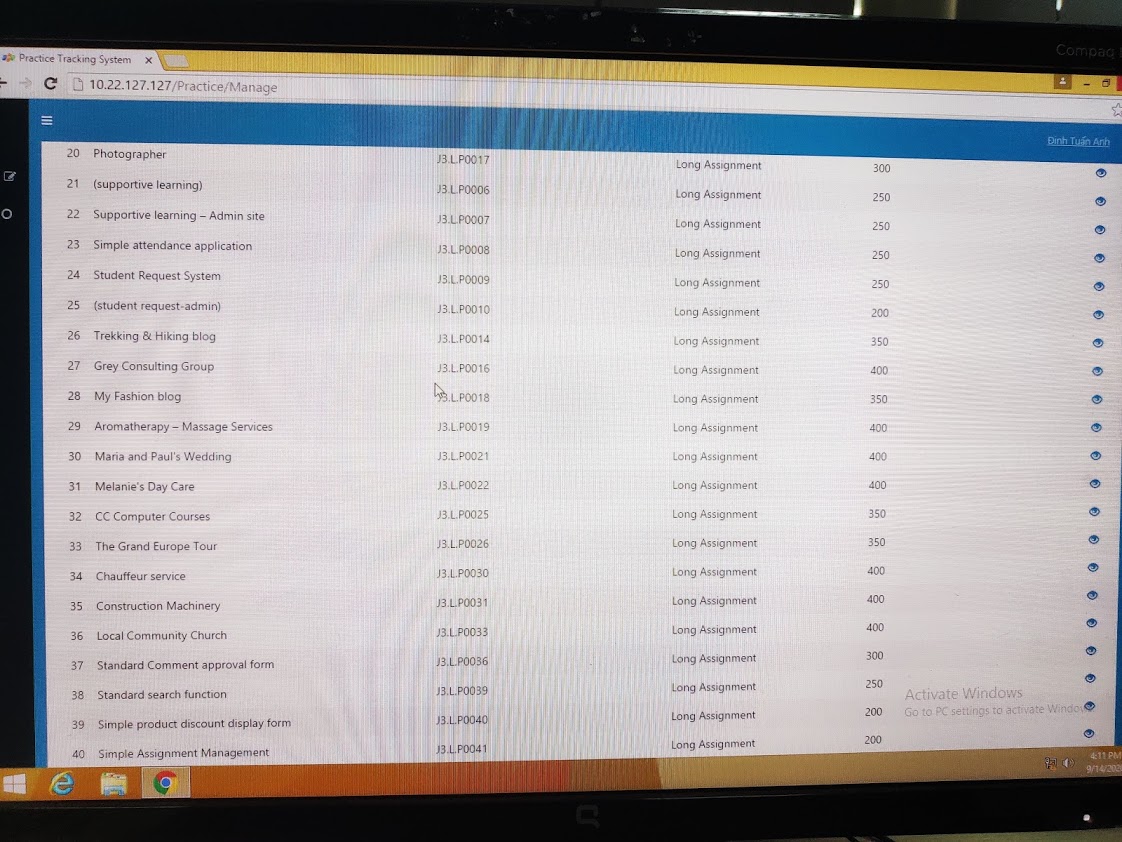 Compaq
Practice Tracking System
10.22.127.127/Practice/Manage
Đinh Tuấn Anh
20 Photographer J3.L.P0017 Long Assignment 300
21 (supportive learning) J3.L.P0006 Long Assignment 250
22 Supportive learning – Admin site J3.L.P0007 Long Assignment 250
23 Simple attendance application J3.L.P0008 Long Assignment 250
24 Student Request System J3.L.P0009 Long Assignment 250
25 (student request-admin) J3.L.P0010 Long Assignment 200
26 Trekking & Hiking blog J3.L.P0014 Long Assignment 350
27 Grey Consulting Group J3.L.P0016 Long Assignment 400
28 My Fashion blog J3.L.P0018 Long Assignment 350
29 Aromatherapy – Massage Services J3.L.P0019 Long Assignment 400
30 Maria and Paul's Wedding J3.L.P0021 Long Assignment 400
31 Melanie's Day Care J3.L.P0022 Long Assignment 400
32 CC Computer Courses J3.L.P0025 Long Assignment 350
33 The Grand Europe Tour J3.L.P0026 Long Assignment 350
34 Chauffeur service J3.L.P0030 Long Assignment 400
35 Construction Machinery J3.L.P0031 Long Assignment 400
36 Local Community Church J3.L.P0033 Long Assignment 400
37 Standard Comment approval form J3.L.P0036 Long Assignment 300
38 Standard search function J3.L.P0039 Long Assignment 250
39 Simple product discount display form J3.L.P0040 Long Assignment 200
40 Simple Assignment Management J3.L.P0041 Long Assignment 200
Activate Windows
Go to PC settings to activate Windows
4:11 PM